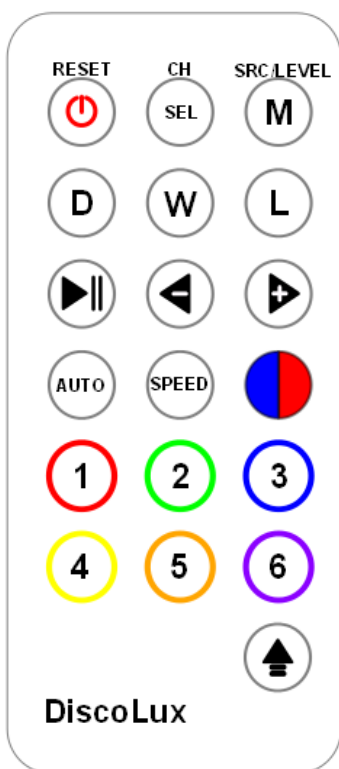 RESET CH SRC/LEVEL
SEL M
D W L
AUTO SPEED
1 2 3
4 5 6
DiscoLux